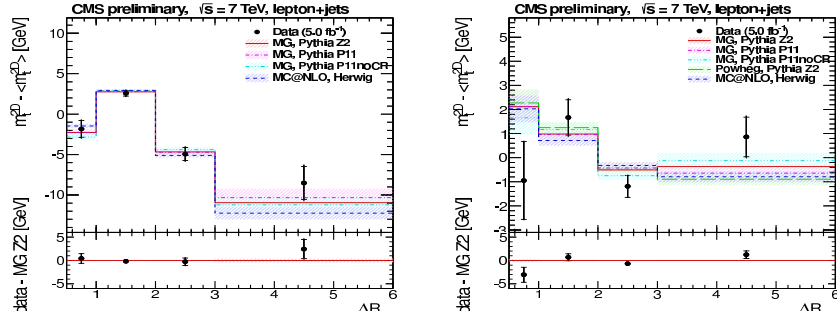 CMS preliminary, √s = 7 TeV, lepton+jets
Data (5.0 fb⁻¹)
MG, Pythia Z2
MG, Pythia P11
MG, Pythia P11noCR
MC@NLO, Herwig
m_t^2D - <m_t^2D> [GeV]
10
5
0
-5
-10
data - MG Z2 [GeV]
5
0
-5
1 2 3 4 5 6
ΔR
CMS preliminary, √s = 7 TeV, lepton+jets
Data (5.0 fb⁻¹)
MG, Pythia Z2
MG, Pythia P11
MG, Pythia P11noCR
Powheg, Pythia Z2
MC@NLO, Herwig
m_t^2D - <m_t^2D> [GeV]
5
4
3
2
1
0
-1
-2
-3
data - MG Z2 [GeV]
5
0
-5
1 2 3 4 5 6
ΔR